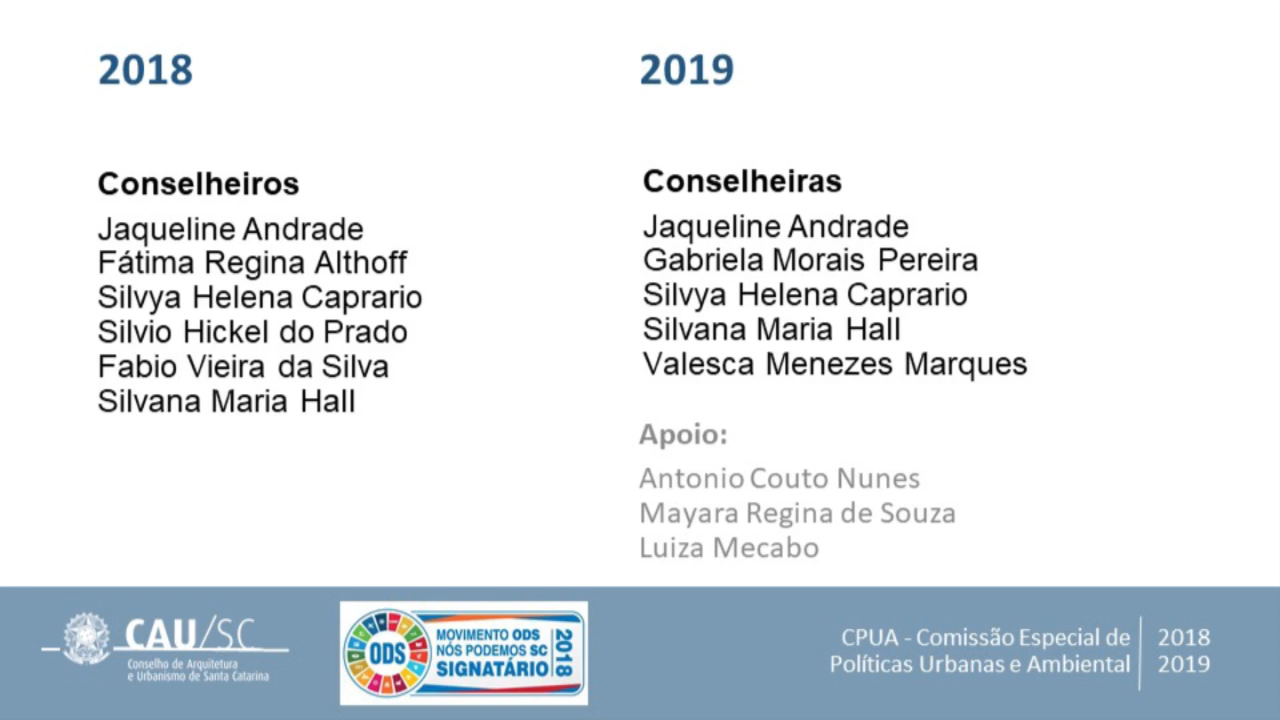 2018
Conselheiros
Jaqueline Andrade
Fátima Regina Althoff
Silvya Helena Caprario
Silvio Hickel do Prado
Fabio Vieira da Silva
Silvana Maria Hall
2019
Conselheiras
Jaqueline Andrade
Gabriela Morais Pereira
Silvya Helena Caprario
Silvana Maria Hall
Valesca Menezes Marques
Apoio:
Antonio Couto Nunes
Mayara Regina de Souza
Luiza Mecabo
CAU/SC
Conselho de Arquitetura
e Urbanismo de Santa Catarina
ODS
MOVIMENTO ODS
NÓS PODEMOS SC
SIGNATÁRIO
2018
CPUA - Comissão Especial de
Políticas Urbanas e Ambiental
2018
2019